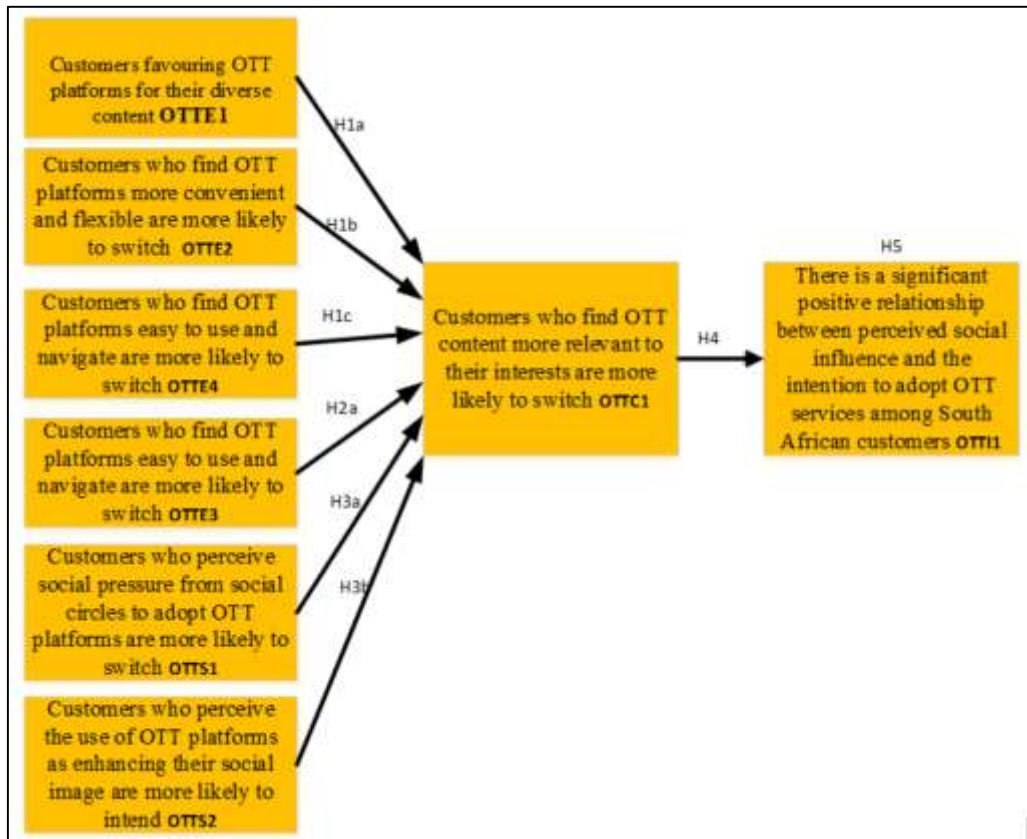 Customers favouring OTT
platforms for their diverse
content OTTE1
H1a
Customers who find OTT
platforms more convenient
and flexible are more likely
to switch OTTE2
H1b
Customers who find OTT
platforms easy to use and
navigate are more likely to
switch OTTE4
H1c
Customers who find OTT
platforms easy to use and
navigate are more likely to
switch OTTE3
H2a
Customers who perceive
social pressure from social
circles to adopt OTT
platforms are more likely to
switch OTTS1
H3a
Customers who perceive
the use of OTT platforms
as enhancing their social
image are more likely to
intend OTTS2
H3b
Customers who find OTT
content more relevant to
their interests are more
likely to switch OTTC1
H4
H5
There is a significant
positive relationship
between perceived social
influence and the
intention to adopt OTT
services among South
African customers OTTI1